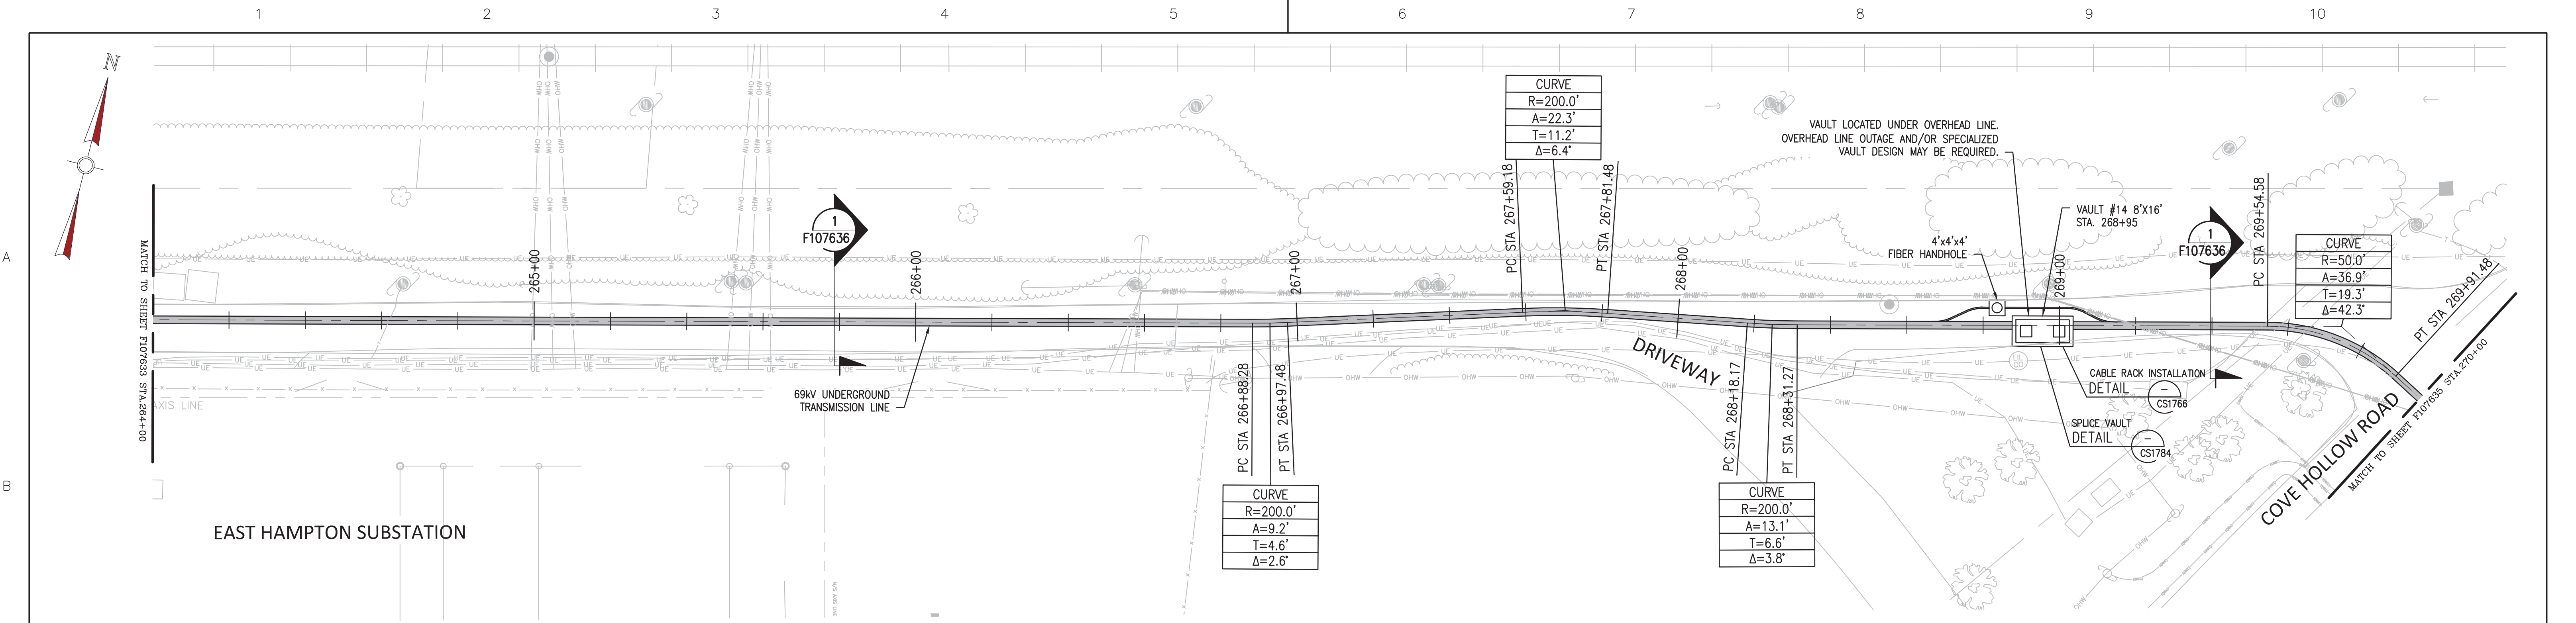 1 2 3 4 5 6 7 8 9 10
A
B
N
MATCH TO SHEET F107633 STA.264+00
AXIS LINE
EAST HAMPTON SUBSTATION
265+00
1
F107636
266+00
69kV UNDERGROUND
TRANSMISSION LINE
N/S AXIS LINE
267+00
PC STA 266+88.28
PT STA 266+97.48
CURVE
R=200.0'
A=9.2'
T=4.6'
Δ=2.6°
CURVE
R=200.0'
A=22.3'
T=11.2'
Δ=6.4°
PC STA 267+59.18
PT STA 267+81.48
268+00
DRIVEWAY
PC STA 268+18.17
PT STA 268+31.27
CURVE
R=200.0'
A=13.1'
T=6.6'
Δ=3.8°
VAULT LOCATED UNDER OVERHEAD LINE.
OVERHEAD LINE OUTAGE AND/OR SPECIALIZED
VAULT DESIGN MAY BE REQUIRED.
4'x4'x4'
FIBER HANDHOLE
VAULT #14 8'X16'
STA. 268+95
269+00
CABLE RACK INSTALLATION
DETAIL
-
CS1766
SPLICE VAULT
DETAIL
-
CS1784
1
F107636
PC STA 269+54.58
CURVE
R=50.0'
A=36.9'
T=19.3'
Δ=42.3°
PT STA 269+91.48
COVE HOLLOW ROAD
MATCH TO SHEET F107635 STA.270+00
OHW
UE